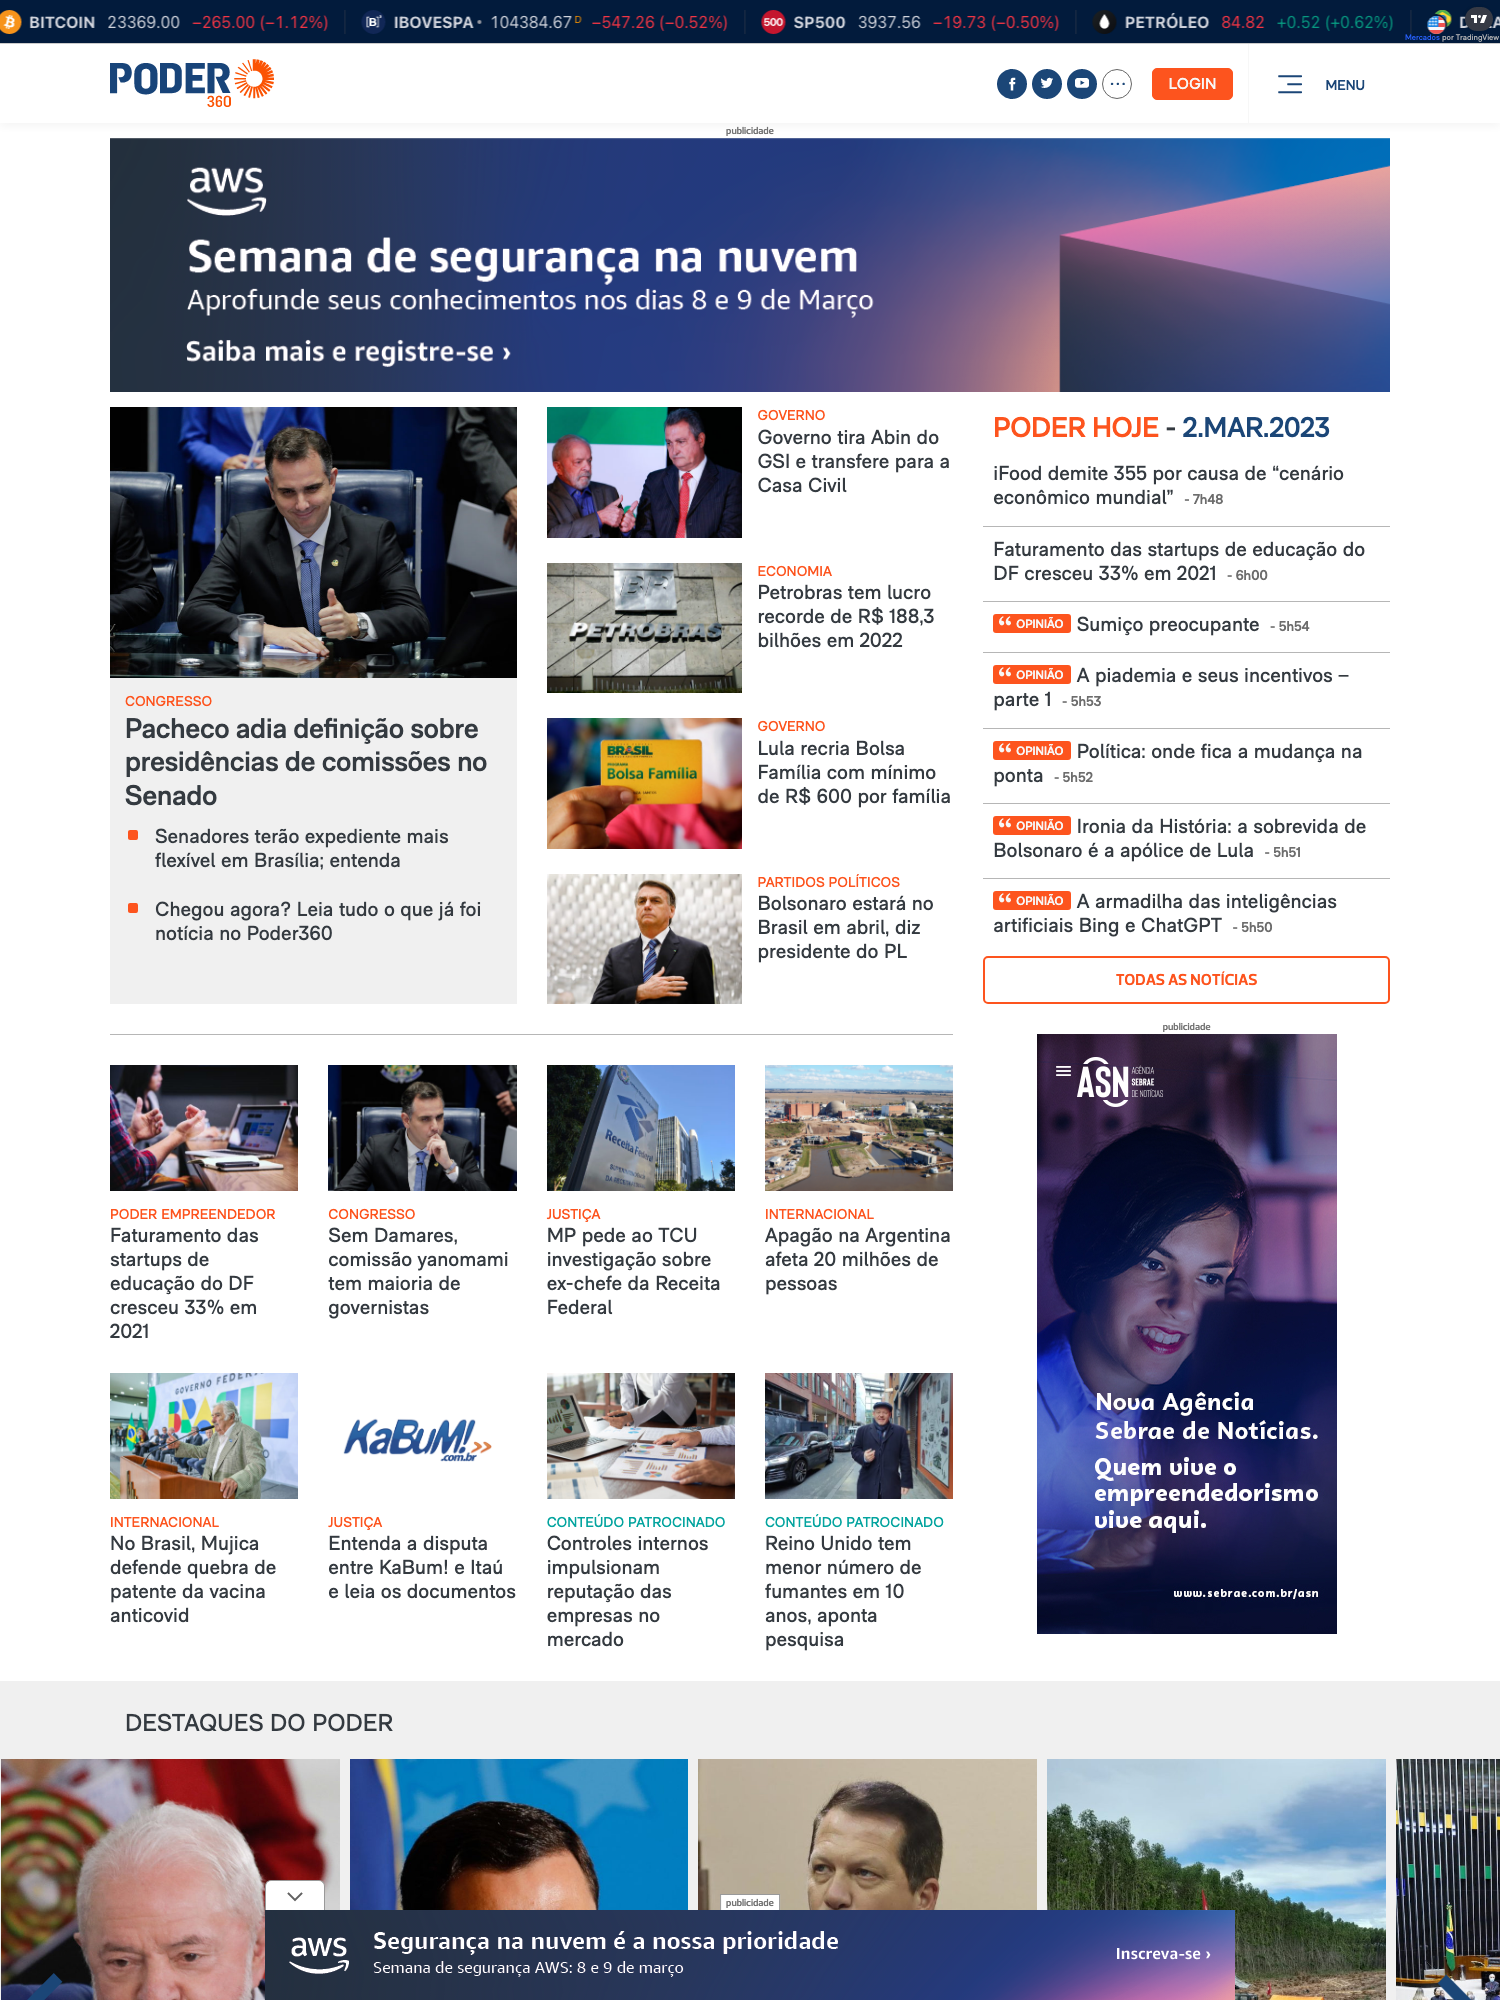 BITCOIN 23369.00 −265.00 (−1.12%)
IBOVESPA 104384.67 D −547.26 (−0.52%)
500 SP500 3937.56 −19.73 (−0.50%)
PETRÓLEO 84.82 +0.52 (+0.62%)
Mercados por TradingView
PODER
360
LOGIN
MENU
publicidade
aws
Semana de segurança na nuvem
Aprofunde seus conhecimentos nos dias 8 e 9 de Março
Saiba mais e registre-se ›
CONGRESSO
Pacheco adia definição sobre
presidências de comissões no
Senado
Senadores terão expediente mais
flexível em Brasília; entenda
Chegou agora? Leia tudo o que já foi
notícia no Poder360
GOVERNO
Governo tira Abin do
GSI e transfere para a
Casa Civil
BR
PETROBRAS
ECONOMIA
Petrobras tem lucro
recorde de R$ 188,3
bilhões em 2022
BRASIL
Bolsa Família
GOVERNO
Lula recria Bolsa
Família com mínimo
de R$ 600 por família
PARTIDOS POLÍTICOS
Bolsonaro estará no
Brasil em abril, diz
presidente do PL
PODER HOJE - 2.MAR.2023
iFood demite 355 por causa de “cenário
econômico mundial” - 7h48
Faturamento das startups de educação do
DF cresceu 33% em 2021 - 6h00
“ OPINIÃO Sumiço preocupante - 5h54
“ OPINIÃO A piademia e seus incentivos –
parte 1 - 5h53
“ OPINIÃO Política: onde fica a mudança na
ponta - 5h52
“ OPINIÃO Ironia da História: a sobrevida de
Bolsonaro é a apólice de Lula - 5h51
“ OPINIÃO A armadilha das inteligências
artificiais Bing e ChatGPT - 5h50
TODAS AS NOTÍCIAS
PODER EMPREENDEDOR
Faturamento das
startups de
educação do DF
cresceu 33% em
2021
CONGRESSO
Sem Damares,
comissão yanomami
tem maioria de
governistas
Receita Federal
JUSTIÇA
MP pede ao TCU
investigação sobre
ex-chefe da Receita
Federal
INTERNACIONAL
Apagão na Argentina
afeta 20 milhões de
pessoas
GOVERNO FEDERAL
BRASIL
INTERNACIONAL
No Brasil, Mujica
defende quebra de
patente da vacina
anticovid
KaBuM!
.com.br
JUSTIÇA
Entenda a disputa
entre KaBum! e Itaú
e leia os documentos
CONTEÚDO PATROCINADO
Controles internos
impulsionam
reputação das
empresas no
mercado
CONTEÚDO PATROCINADO
Reino Unido tem
menor número de
fumantes em 10
anos, aponta
pesquisa
publicidade
ASN AGÊNCIA
SEBRAE
DE NOTÍCIAS
Nova Agência
Sebrae de Notícias.
Quem vive o
empreendedorismo
vive aqui.
www.sebrae.com.br/asn
DESTAQUES DO PODER
publicidade
aws
Segurança na nuvem é a nossa prioridade
Semana de segurança AWS: 8 e 9 de março
Inscreva-se ›